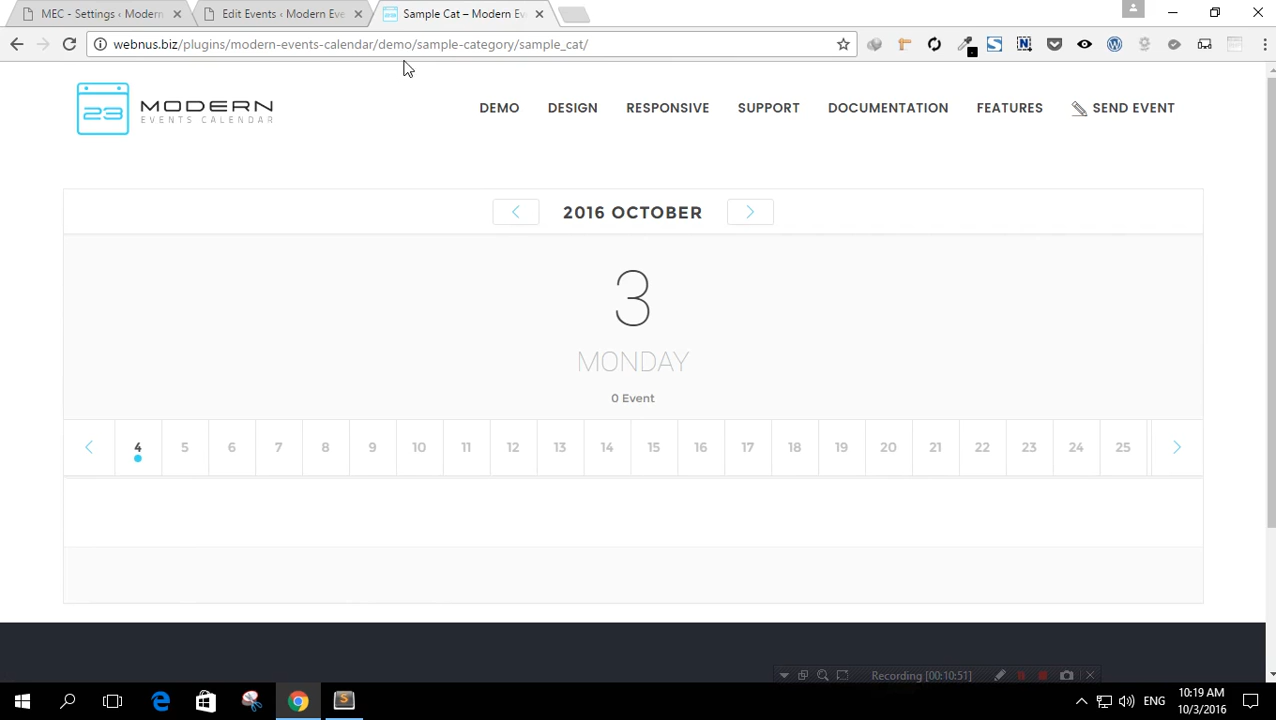 MEC - Settings ‹ Modern
Edit Events ‹ Modern Eve
Sample Cat – Modern Eve
webnus.biz/plugins/modern-events-calendar/demo/sample-category/sample_cat/
23 MODERN
EVENTS CALENDAR
DEMO DESIGN RESPONSIVE SUPPORT DOCUMENTATION FEATURES SEND EVENT
2016 OCTOBER
3
MONDAY
0 Event
4 5 6 7 8 9 10 11 12 13 14 15 16 17 18 19 20 21 22 23 24 25
Recording [00:10:51]
ENG
10:19 AM
10/3/2016